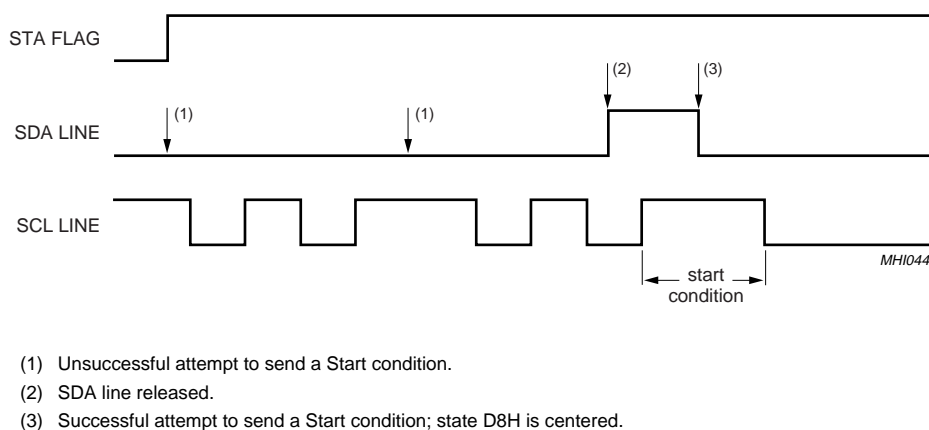 STA FLAG
(2) (3)
(1) (1)
SDA LINE
SCL LINE
MHI044
start
condition
(1) Unsuccessful attempt to send a Start condition.
(2) SDA line released.
(3) Successful attempt to send a Start condition; state D8H is centered.